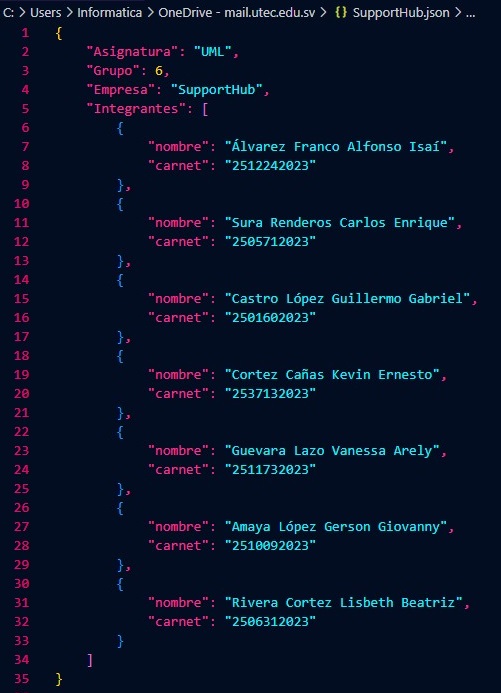 C: > Users > Informatica > OneDrive - mail.utec.edu.sv > {} SupportHub.json > ...
1 {
2 "Asignatura": "UML",
3 "Grupo": 6,
4 "Empresa": "SupportHub",
5 "Integrantes": [
6 {
7 "nombre": "Álvarez Franco Alfonso Isaí",
8 "carnet": "2512242023"
9 },
10 {
11 "nombre": "Sura Renderos Carlos Enrique",
12 "carnet": "2505712023"
13 },
14 {
15 "nombre": "Castro López Guillermo Gabriel",
16 "carnet": "2501602023"
17 },
18 {
19 "nombre": "Cortez Cañas Kevin Ernesto",
20 "carnet": "2537132023"
21 },
22 {
23 "nombre": "Guevara Lazo Vanessa Arely",
24 "carnet": "2511732023"
25 },
26 {
27 "nombre": "Amaya López Gerson Giovanny",
28 "carnet": "2510092023"
29 },
30 {
31 "nombre": "Rivera Cortez Lisbeth Beatriz",
32 "carnet": "2506312023"
33 }
34 ]
35 }